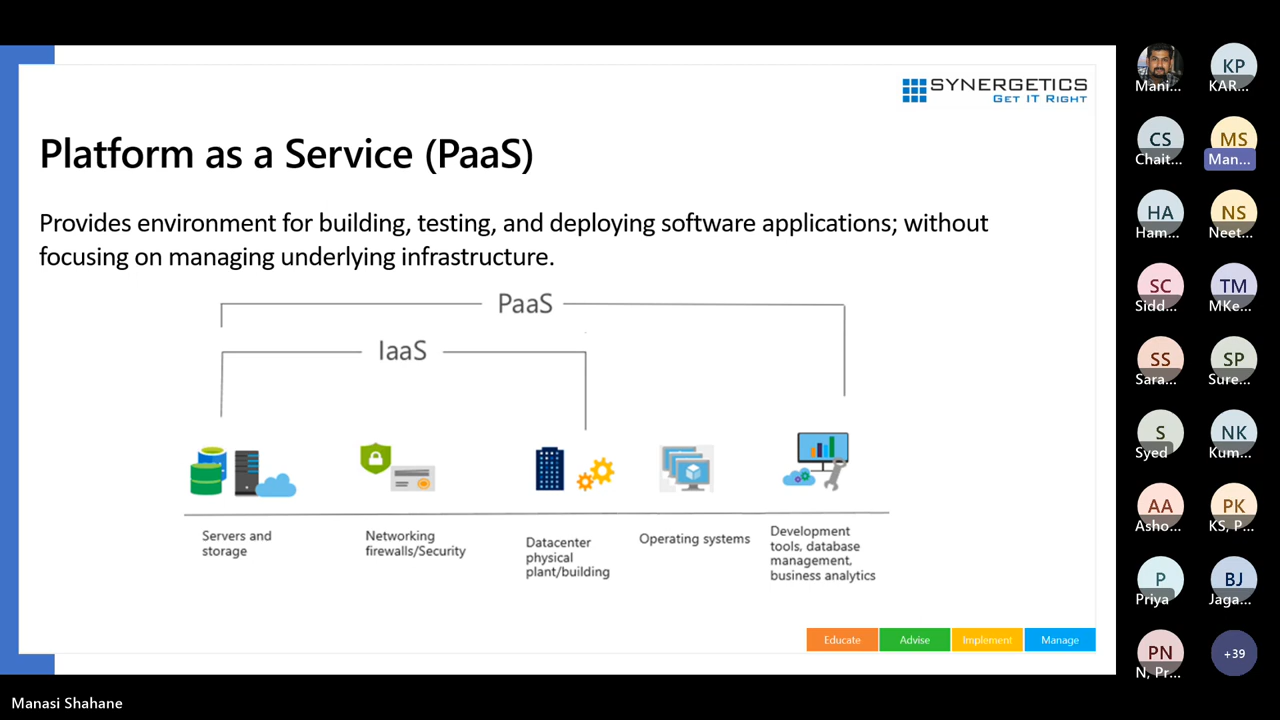 SYNERGETICS
GET IT RIGHT
Platform as a Service (PaaS)
Provides environment for building, testing, and deploying software applications; without
focusing on managing underlying infrastructure.
PaaS
IaaS
Servers and
storage
Networking
firewalls/Security
Datacenter
physical
plant/building
Operating systems
Development
tools, database
management,
business analytics
Educate
Advise
Implement
Manage
Mani...
KP
KAR...
CS
Chait...
MS
Man...
HA
Ham...
NS
Neet...
SC
Sidd...
TM
MKe...
SS
Sara...
SP
Sure...
S
Syed
NK
Kum...
AA
Asho...
PK
KS, P...
P
Priya
BJ
Jaga...
PN
N, Pr...
+39
Manasi Shahane